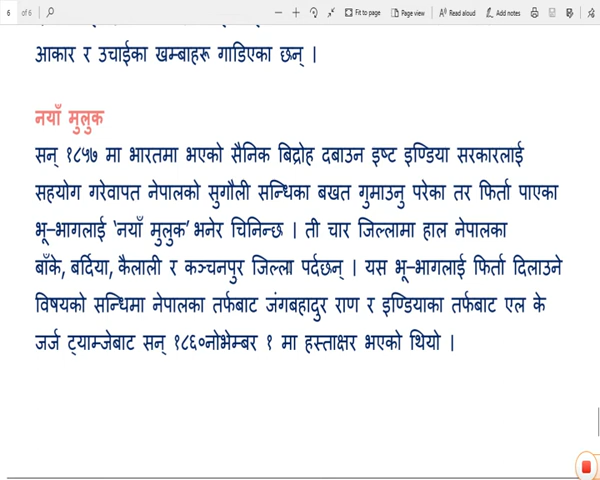 6 of 6 Fit to page Page view Read aloud Add notes
आकार र उचाईका खम्बाहरू गाडिएका छन् ।
नयाँ मुलुक
सन् १८५७ मा भारतमा भएको सैनिक बिद्रोह दबाउन इष्ट इण्डिया सरकारलाई
सहयोग गरेवापत नेपालको सुगौली सन्धिका बखत गुमाउनु परेका तर फिर्ता पाएका
भू–भागलाई ‘नयाँ मुलुक’ भनेर चिनिन्छ । ती चार जिल्लामा हाल नेपालका
बाँके, बर्दिया, कैलाली र कञ्चनपुर जिल्ला पर्दछन् । यस भू–भागलाई फिर्ता दिलाउने
विषयको सन्धिमा नेपालका तर्फबाट जंगबहादुर राण र इण्डियाका तर्फबाट एल के
जर्ज ट्याम्जेबाट सन् १८६०नोभेम्बर १ मा हस्ताक्षर भएको थियो ।